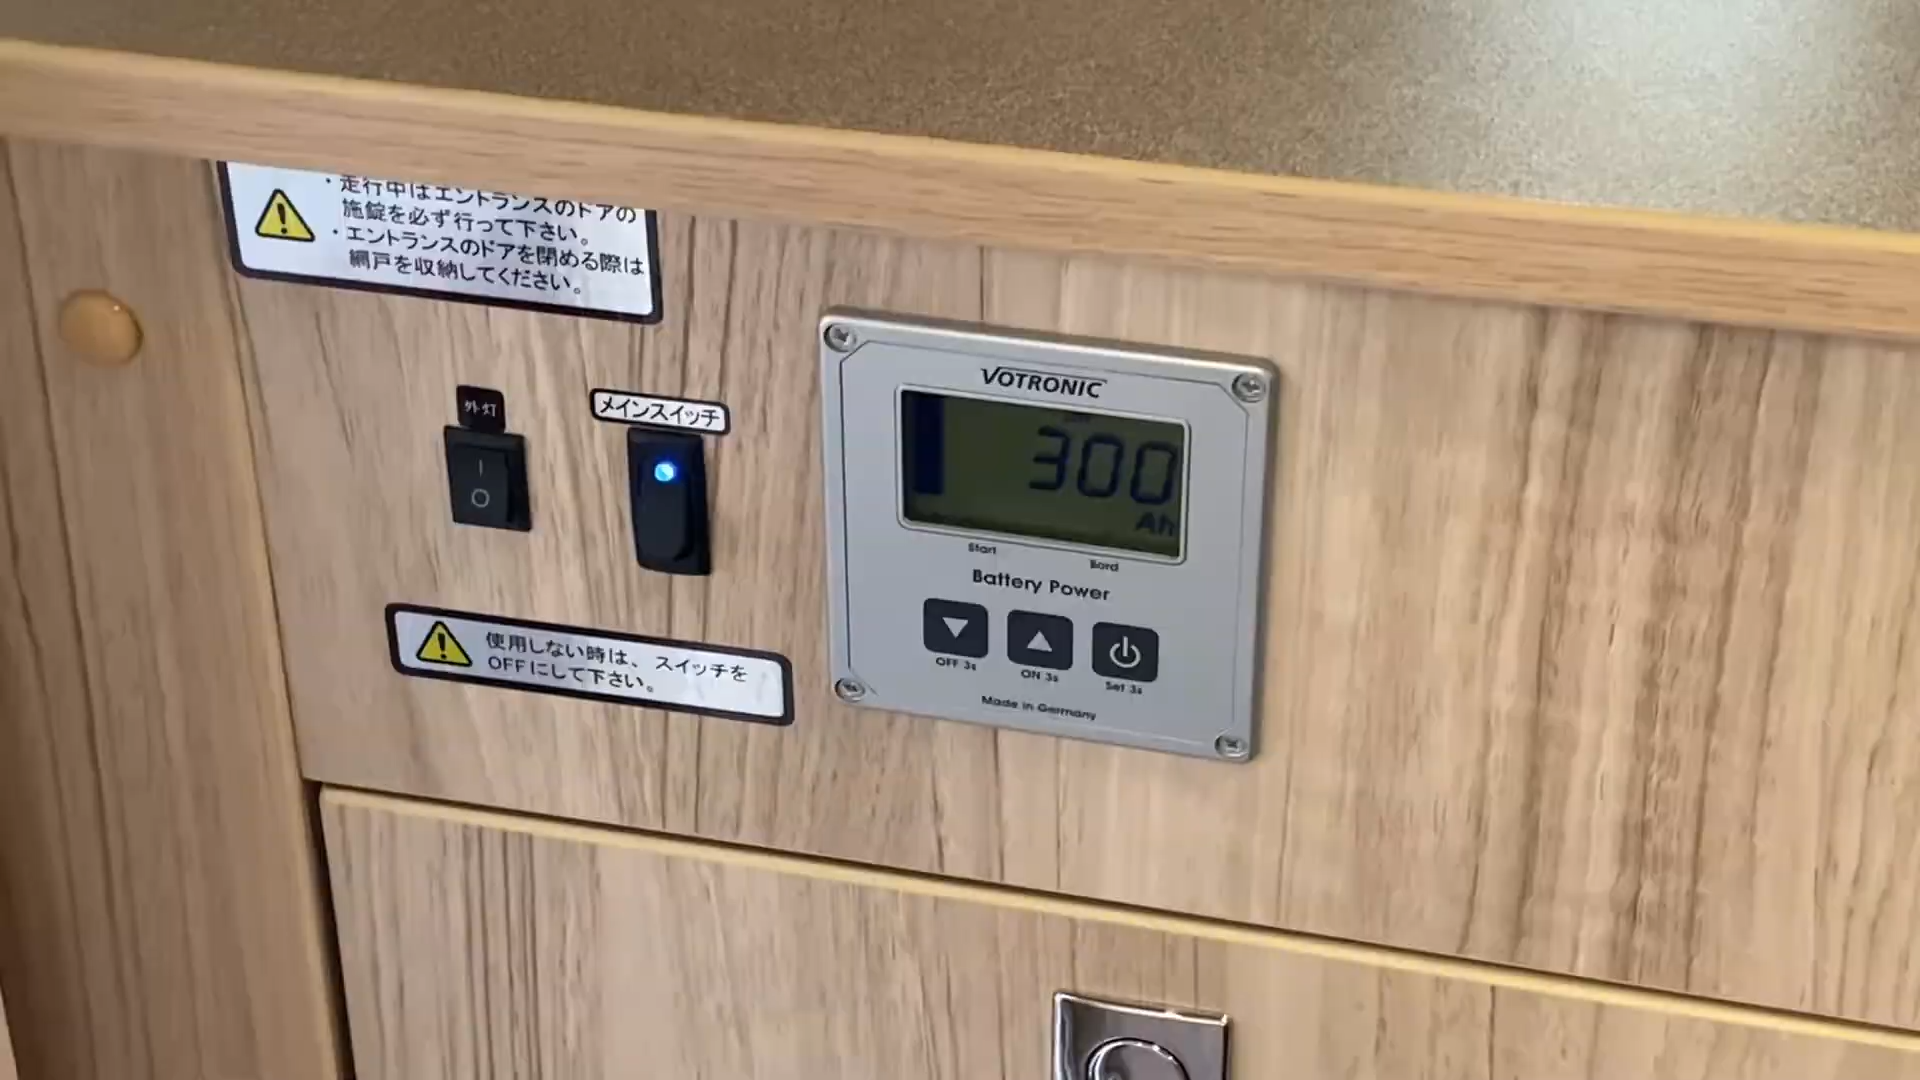 ・走行中はエントランスのドアの
施錠を必ず行って下さい。
・エントランスのドアを閉める際は
網戸を収納してください。
外灯
メインスイッチ
使用しない時は、スイッチを
OFFにして下さい。
VOTRONIC
300
Ah
Start
Bord
Battery Power
OFF 3s
ON 3s
Set 3s
Made in Germany